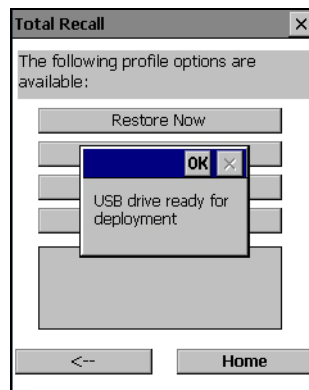 Total Recall
The following profile options are
available:
Restore Now
OK
USB drive ready for
deployment
<--
Home